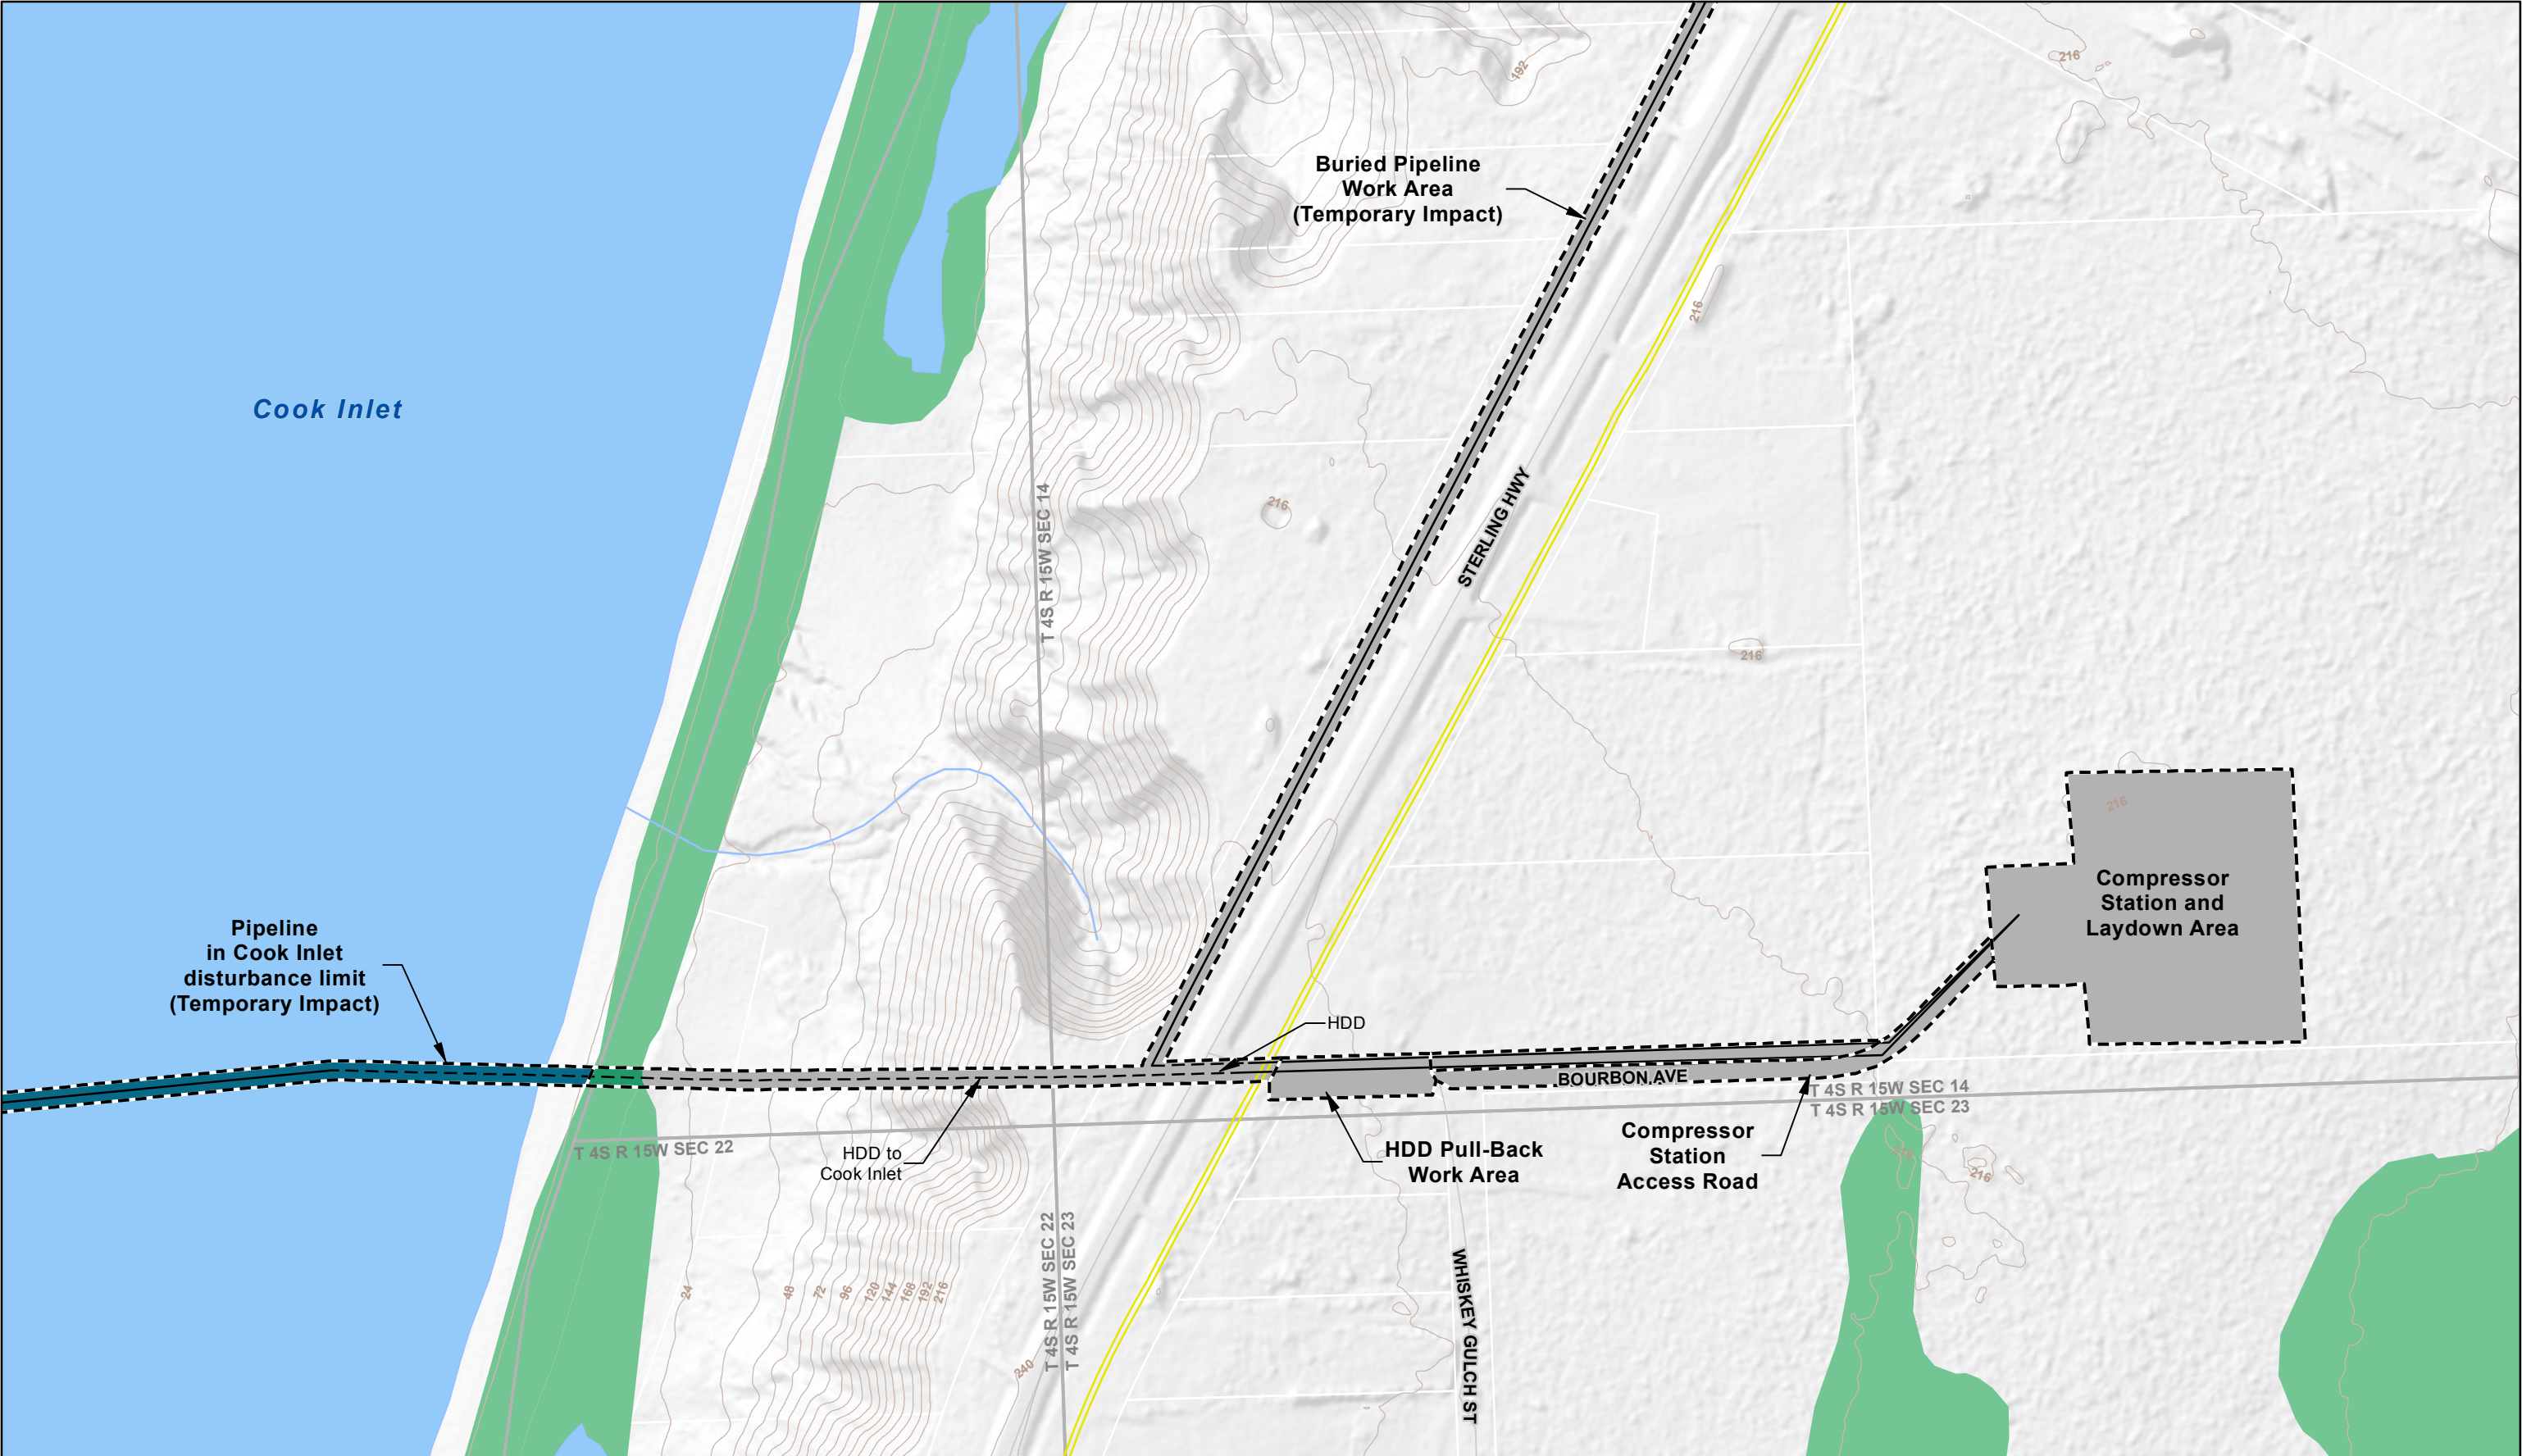 216
192
Buried Pipeline
Work Area
(Temporary Impact)
216
Cook Inlet
STERLING HWY
T 4S R 15W SEC 14
216
216
216
Compressor
Station and
Laydown Area
Pipeline
in Cook Inlet
disturbance limit
(Temporary Impact)
HDD
BOURBON AVE
T 4S R 15W SEC 14
T 4S R 15W SEC 23
T 4S R 15W SEC 22
HDD to
Cook Inlet
HDD Pull-Back
Work Area
Compressor
Station
Access Road
216
T 4S R 15W SEC 22
T 4S R 15W SEC 23
WHISKEY GULCH ST
24
48
72
96
120
144
168
192
216
240